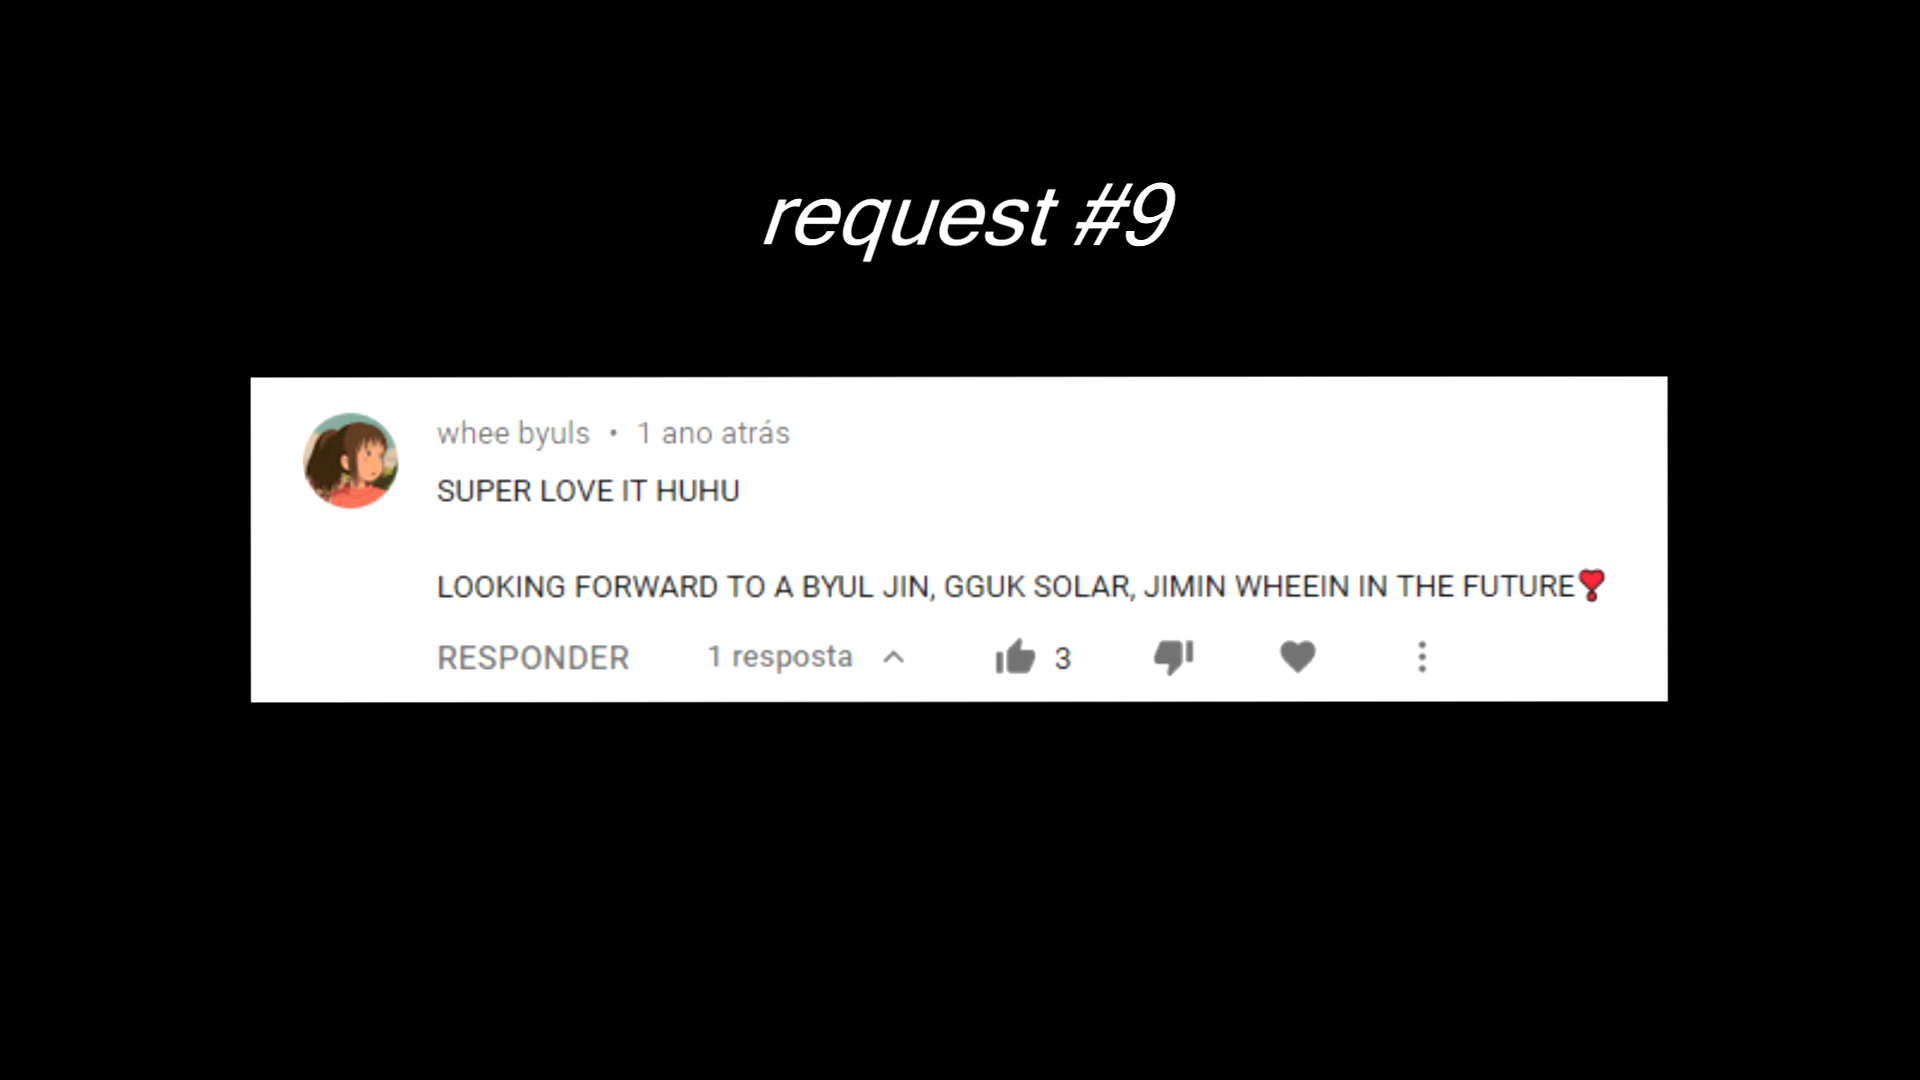 request #9
whee byuls • 1 ano atrás
SUPER LOVE IT HUHU
LOOKING FORWARD TO A BYUL JIN, GGUK SOLAR, JIMIN WHEEIN IN THE FUTURE❣️
RESPONDER 1 resposta 3